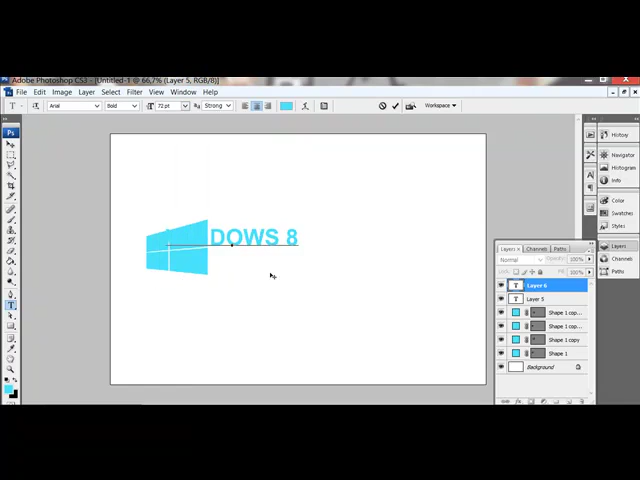 Adobe Photoshop CS3 - [Untitled-1 @ 66,7% (Layer 5, RGB/8)]
File Edit Image Layer Select Filter View Window Help
Arial Bold 72 pt Strong Workspace
DOWS 8
History
Navigator
Histogram
Info
Color
Swatches
Styles
Layers
Channels
Paths
Layers Channels Paths
Normal Opacity: 100%
Lock: Fill: 100%
Layer 6
Layer 5
Shape 1 cop...
Shape 1 cop...
Shape 1 copy
Shape 1
Background